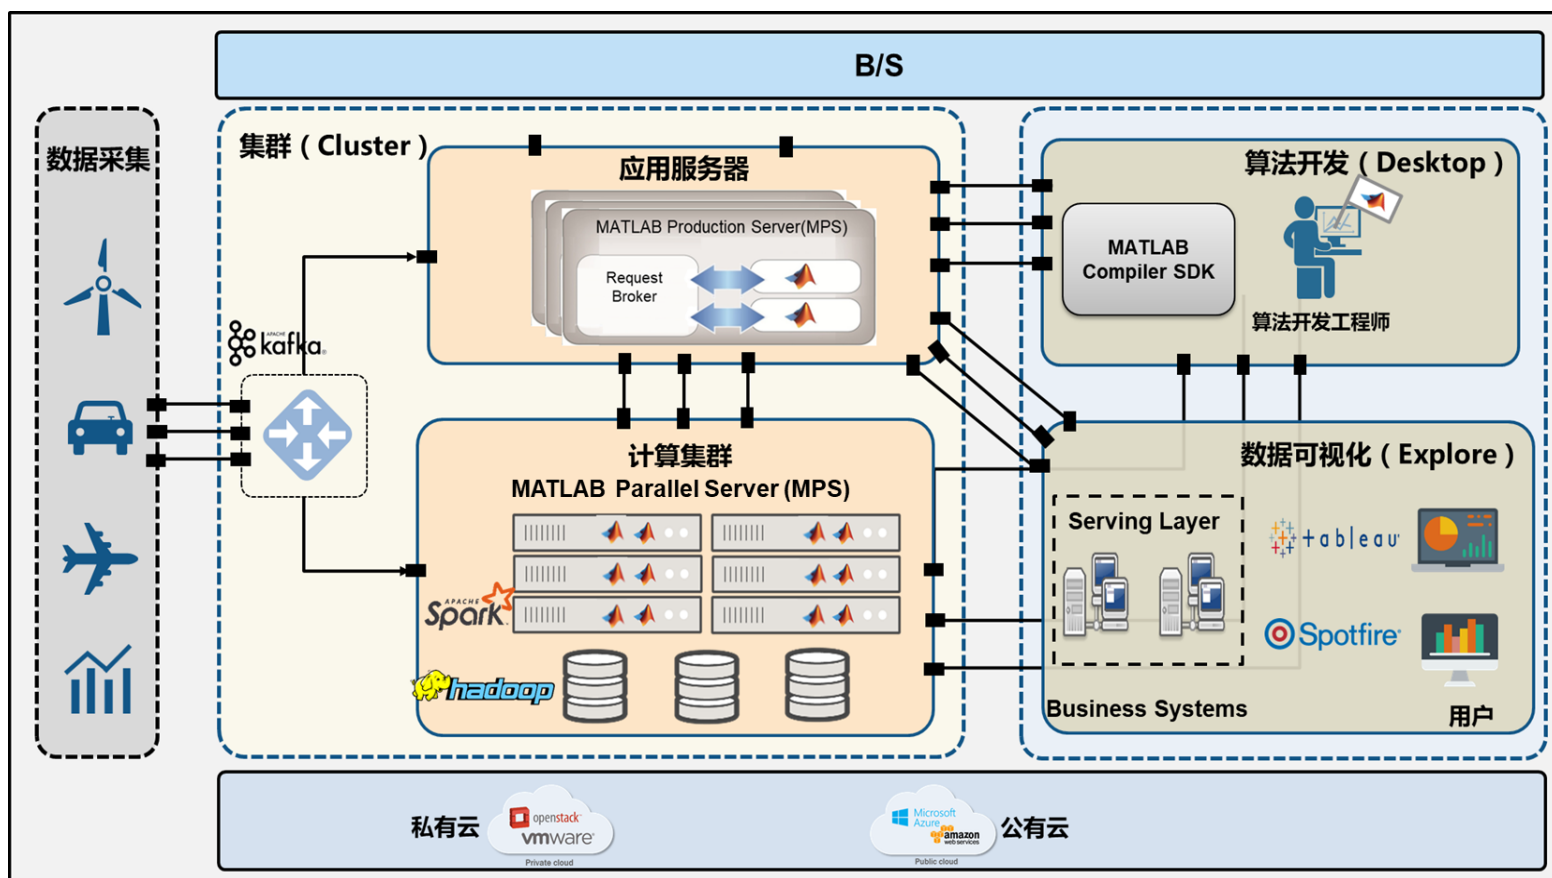 B/S
数据采集
集群（Cluster）
应用服务器
MATLAB Production Server(MPS)
Request
Broker
APACHE
kafka®
计算集群
MATLAB Parallel Server (MPS)
APACHE
Spark
hadoop
算法开发（Desktop）
MATLAB
Compiler SDK
算法开发工程师
数据可视化（Explore）
Serving Layer
tableau
Spotfire®
Business Systems
用户
私有云
openstack
vmware®
Private cloud
Microsoft
Azure
amazon
web services
Public cloud
公有云